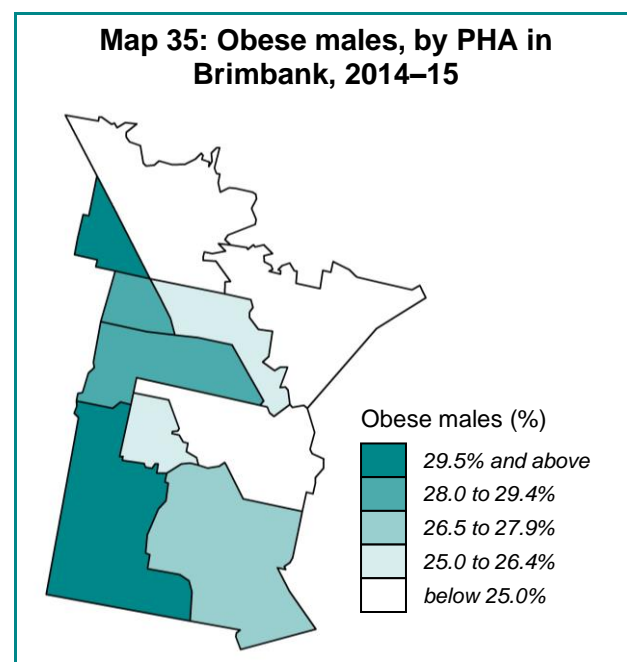 Map 35: Obese males, by PHA in
Brimbank, 2014–15
Obese males (%)
29.5% and above
28.0 to 29.4%
26.5 to 27.9%
25.0 to 26.4%
below 25.0%